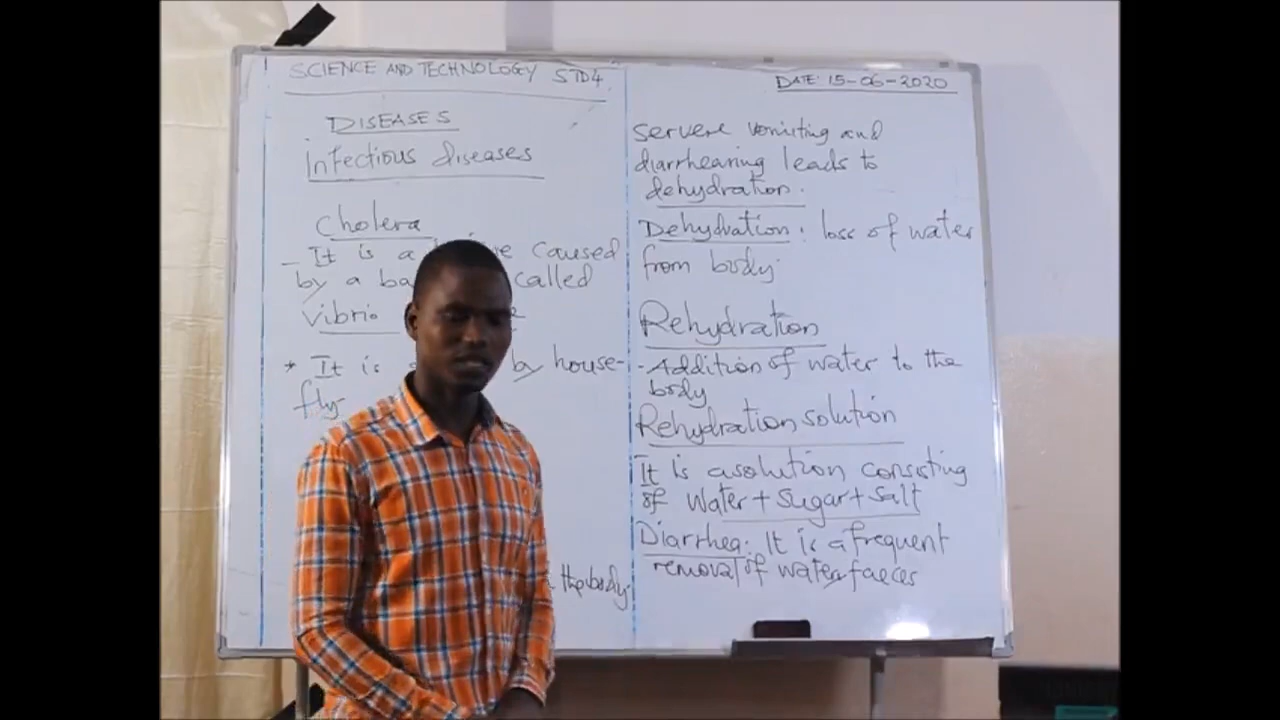 SCIENCE AND TECHNOLOGY STD4
DISEASES
Infectious diseases
Cholera
- It is a caused
by a ba called
Vibrio
* It is by house-
fly
the body.
DATE: 15-06-2020
servere vomiting and
diarrhearing leads to
dehydration.
Dehydration: loss of water
from body.
Rehydration
- Addition of water to the
body
Rehydration solution
It is a solution consisting
of Water + Sugar + Salt
Diarrhea: It is a frequent
removal of watery faeces